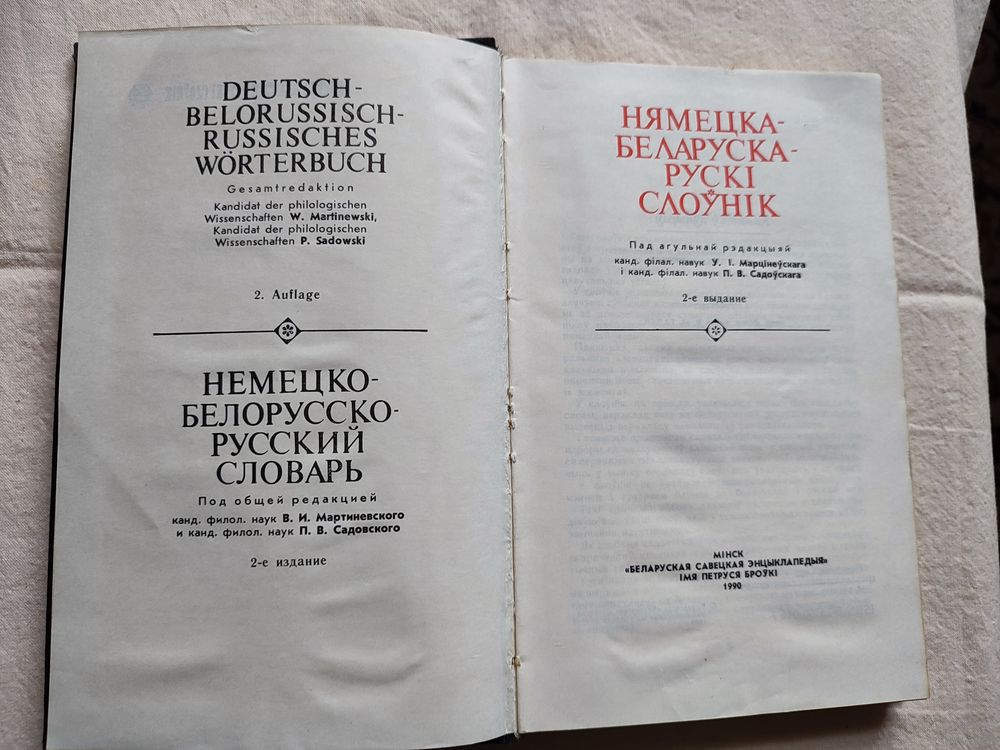 DEUTSCH-
BELORUSSISCH-
RUSSISCHES
WÖRTERBUCH
Gesamtredaktion
Kandidat der philologischen
Wissenschaften W. Martinewski,
Kandidat der philologischen
Wissenschaften P. Sadowski
2. Auflage
НЕМЕЦКО-
БЕЛОРУССКО-
РУССКИЙ
СЛОВАРЬ
Под общей редакцией
канд. филол. наук В. И. Мартиневского
и канд. филол. наук П. В. Садовского
2-е издание
НЯМЕЦКА-
БЕЛАРУСКА-
РУСКІ
СЛОЎНІК
Пад агульнай рэдакцыяй
канд. філал. навук У. І. Марцінеўскага
і канд. філал. навук П. В. Садоўскага
2-е выданне
МІНСК
«БЕЛАРУСКАЯ САВЕЦКАЯ ЭНЦЫКЛАПЕДЫЯ»
ІМЯ ПЕТРУСЯ БРОЎКІ
1990